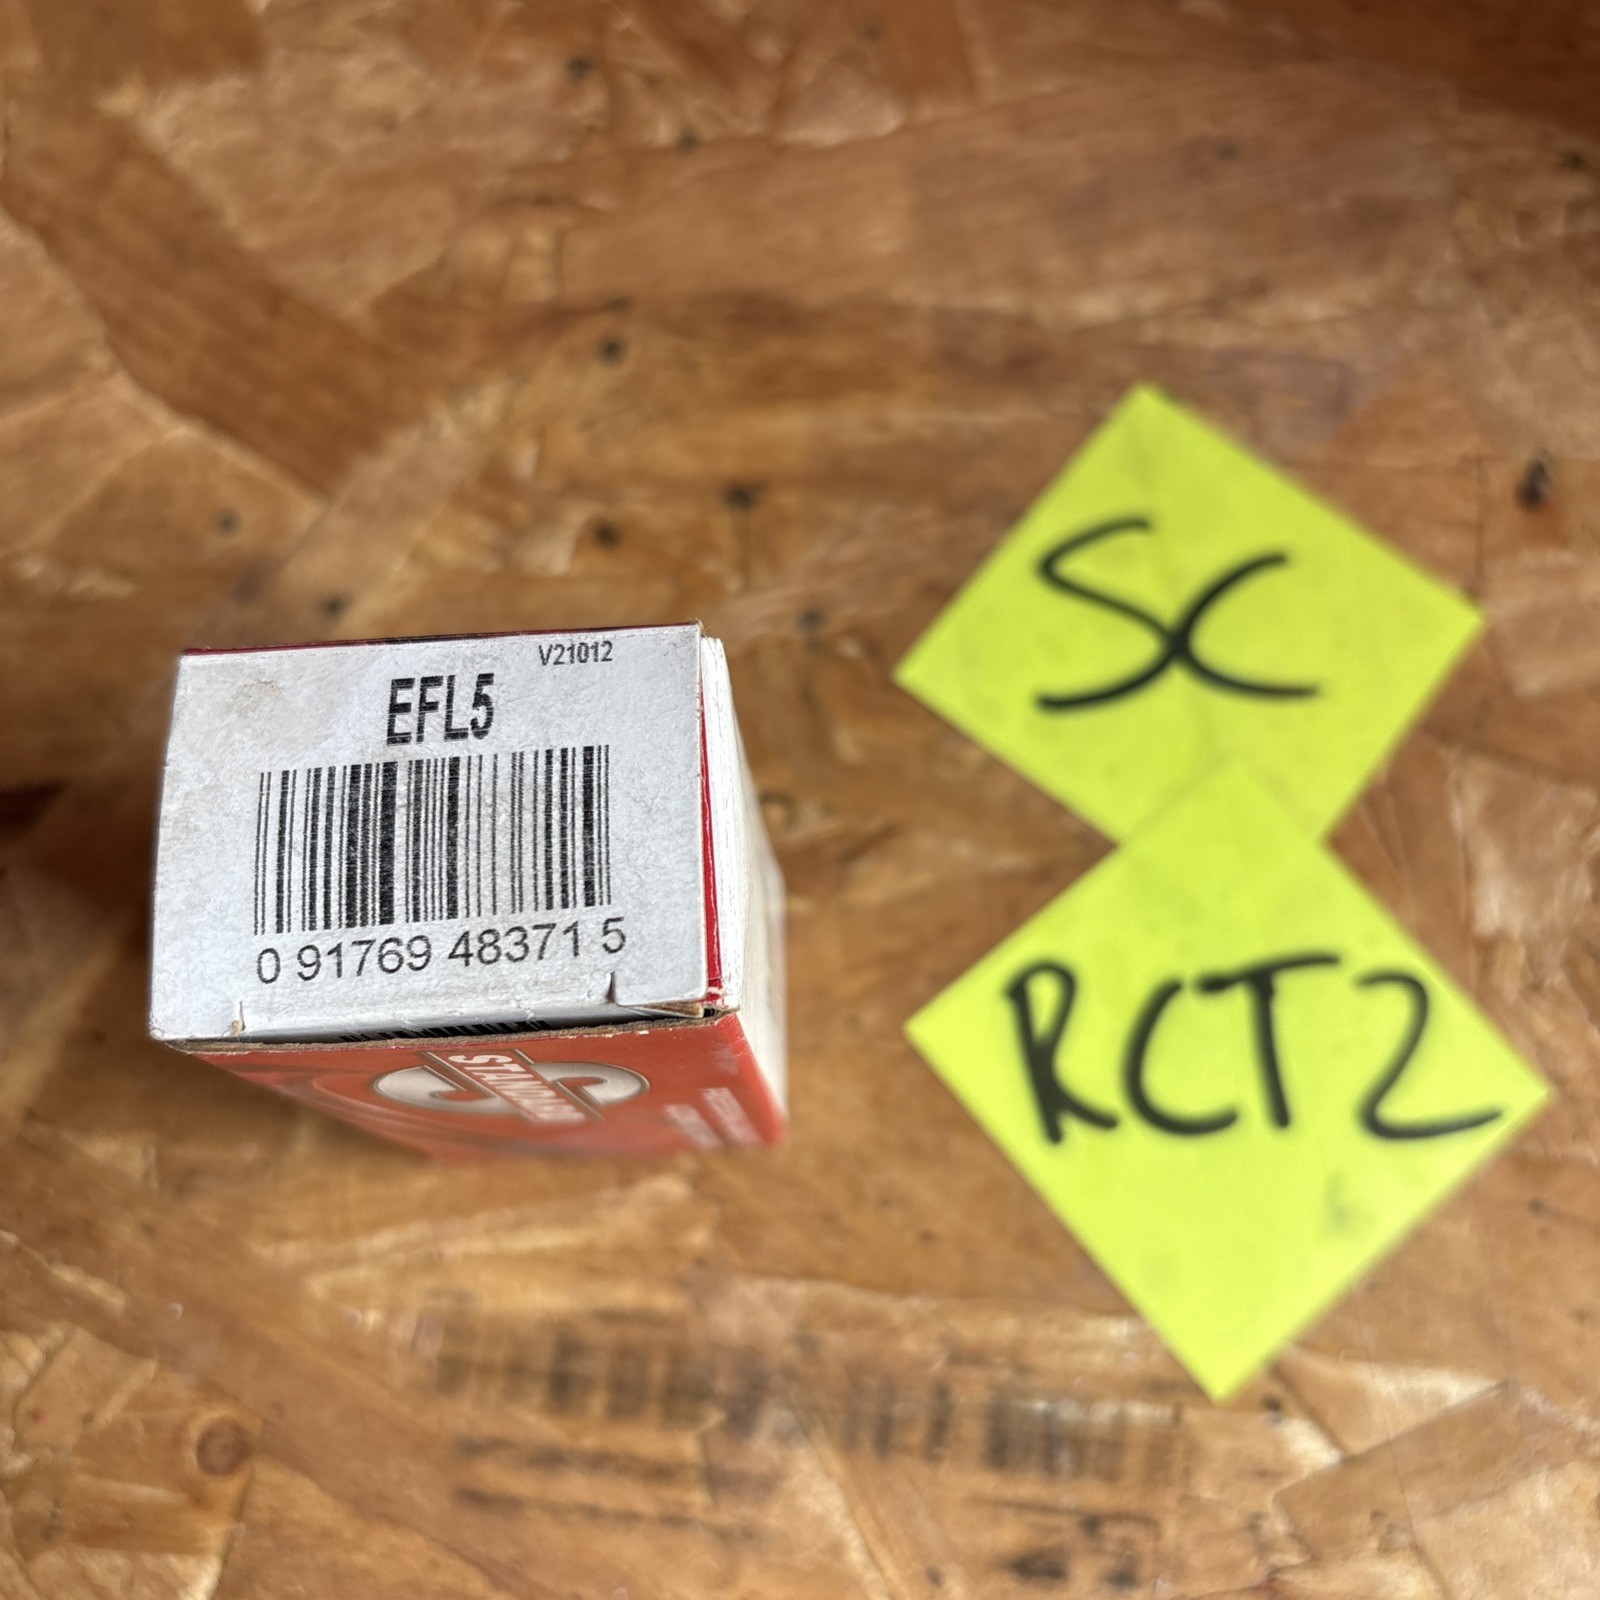 V21012
EFL5
0 91769 48371 5
STANDARD
SC
RCT2